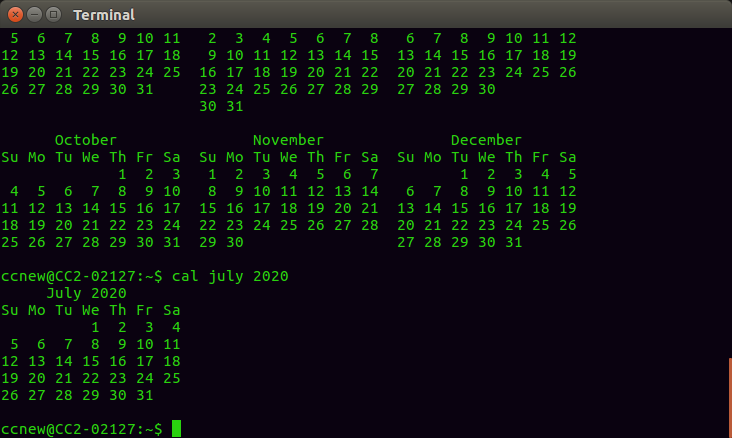 Terminal
 5  6  7  8  9 10 11   2  3  4  5  6  7  8   6  7  8  9 10 11 12
12 13 14 15 16 17 18   9 10 11 12 13 14 15  13 14 15 16 17 18 19
19 20 21 22 23 24 25  16 17 18 19 20 21 22  20 21 22 23 24 25 26
26 27 28 29 30 31     23 24 25 26 27 28 29  27 28 29 30
                      30 31
      October               November              December
Su Mo Tu We Th Fr Sa  Su Mo Tu We Th Fr Sa  Su Mo Tu We Th Fr Sa
             1  2  3   1  2  3  4  5  6  7         1  2  3  4  5
 4  5  6  7  8  9 10   8  9 10 11 12 13 14   6  7  8  9 10 11 12
11 12 13 14 15 16 17  15 16 17 18 19 20 21  13 14 15 16 17 18 19
18 19 20 21 22 23 24  22 23 24 25 26 27 28  20 21 22 23 24 25 26
25 26 27 28 29 30 31  29 30                 27 28 29 30 31
ccnew@CC2-02127:~$ cal july 2020
     July 2020
Su Mo Tu We Th Fr Sa
          1  2  3  4
 5  6  7  8  9 10 11
12 13 14 15 16 17 18
19 20 21 22 23 24 25
26 27 28 29 30 31
ccnew@CC2-02127:~$